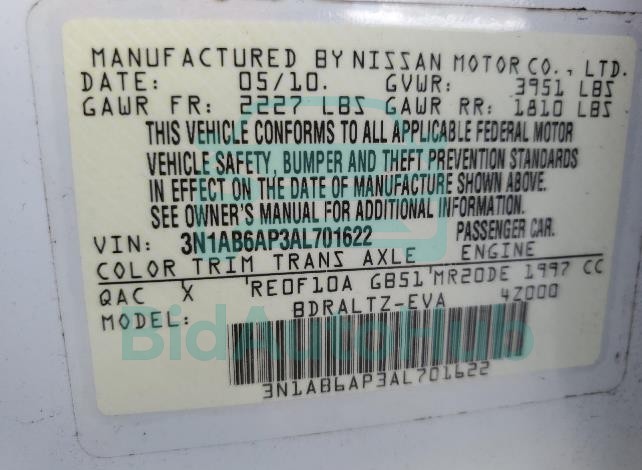 MANUFACTURED BY NISSAN MOTOR CO., LTD.
DATE: 05/10. GVWR: 3951 LBS
GAWR FR: 2227 LBS GAWR RR: 1810 LBS
THIS VEHICLE CONFORMS TO ALL APPLICABLE FEDERAL MOTOR
VEHICLE SAFETY, BUMPER AND THEFT PREVENTION STANDARDS
IN EFFECT ON THE DATE OF MANUFACTURE SHOWN ABOVE.
SEE OWNER'S MANUAL FOR ADDITIONAL INFORMATION.
VIN: 3N1AB6AP3AL701622 PASSENGER CAR.
COLOR TRIM TRANS AXLE ENGINE
QAC X RE0F10A GB51 MR20DE 1997 CC
MODEL: BDRALTZ-EVA 4Z000
BidAutoHub
3N1AB6AP3AL701622